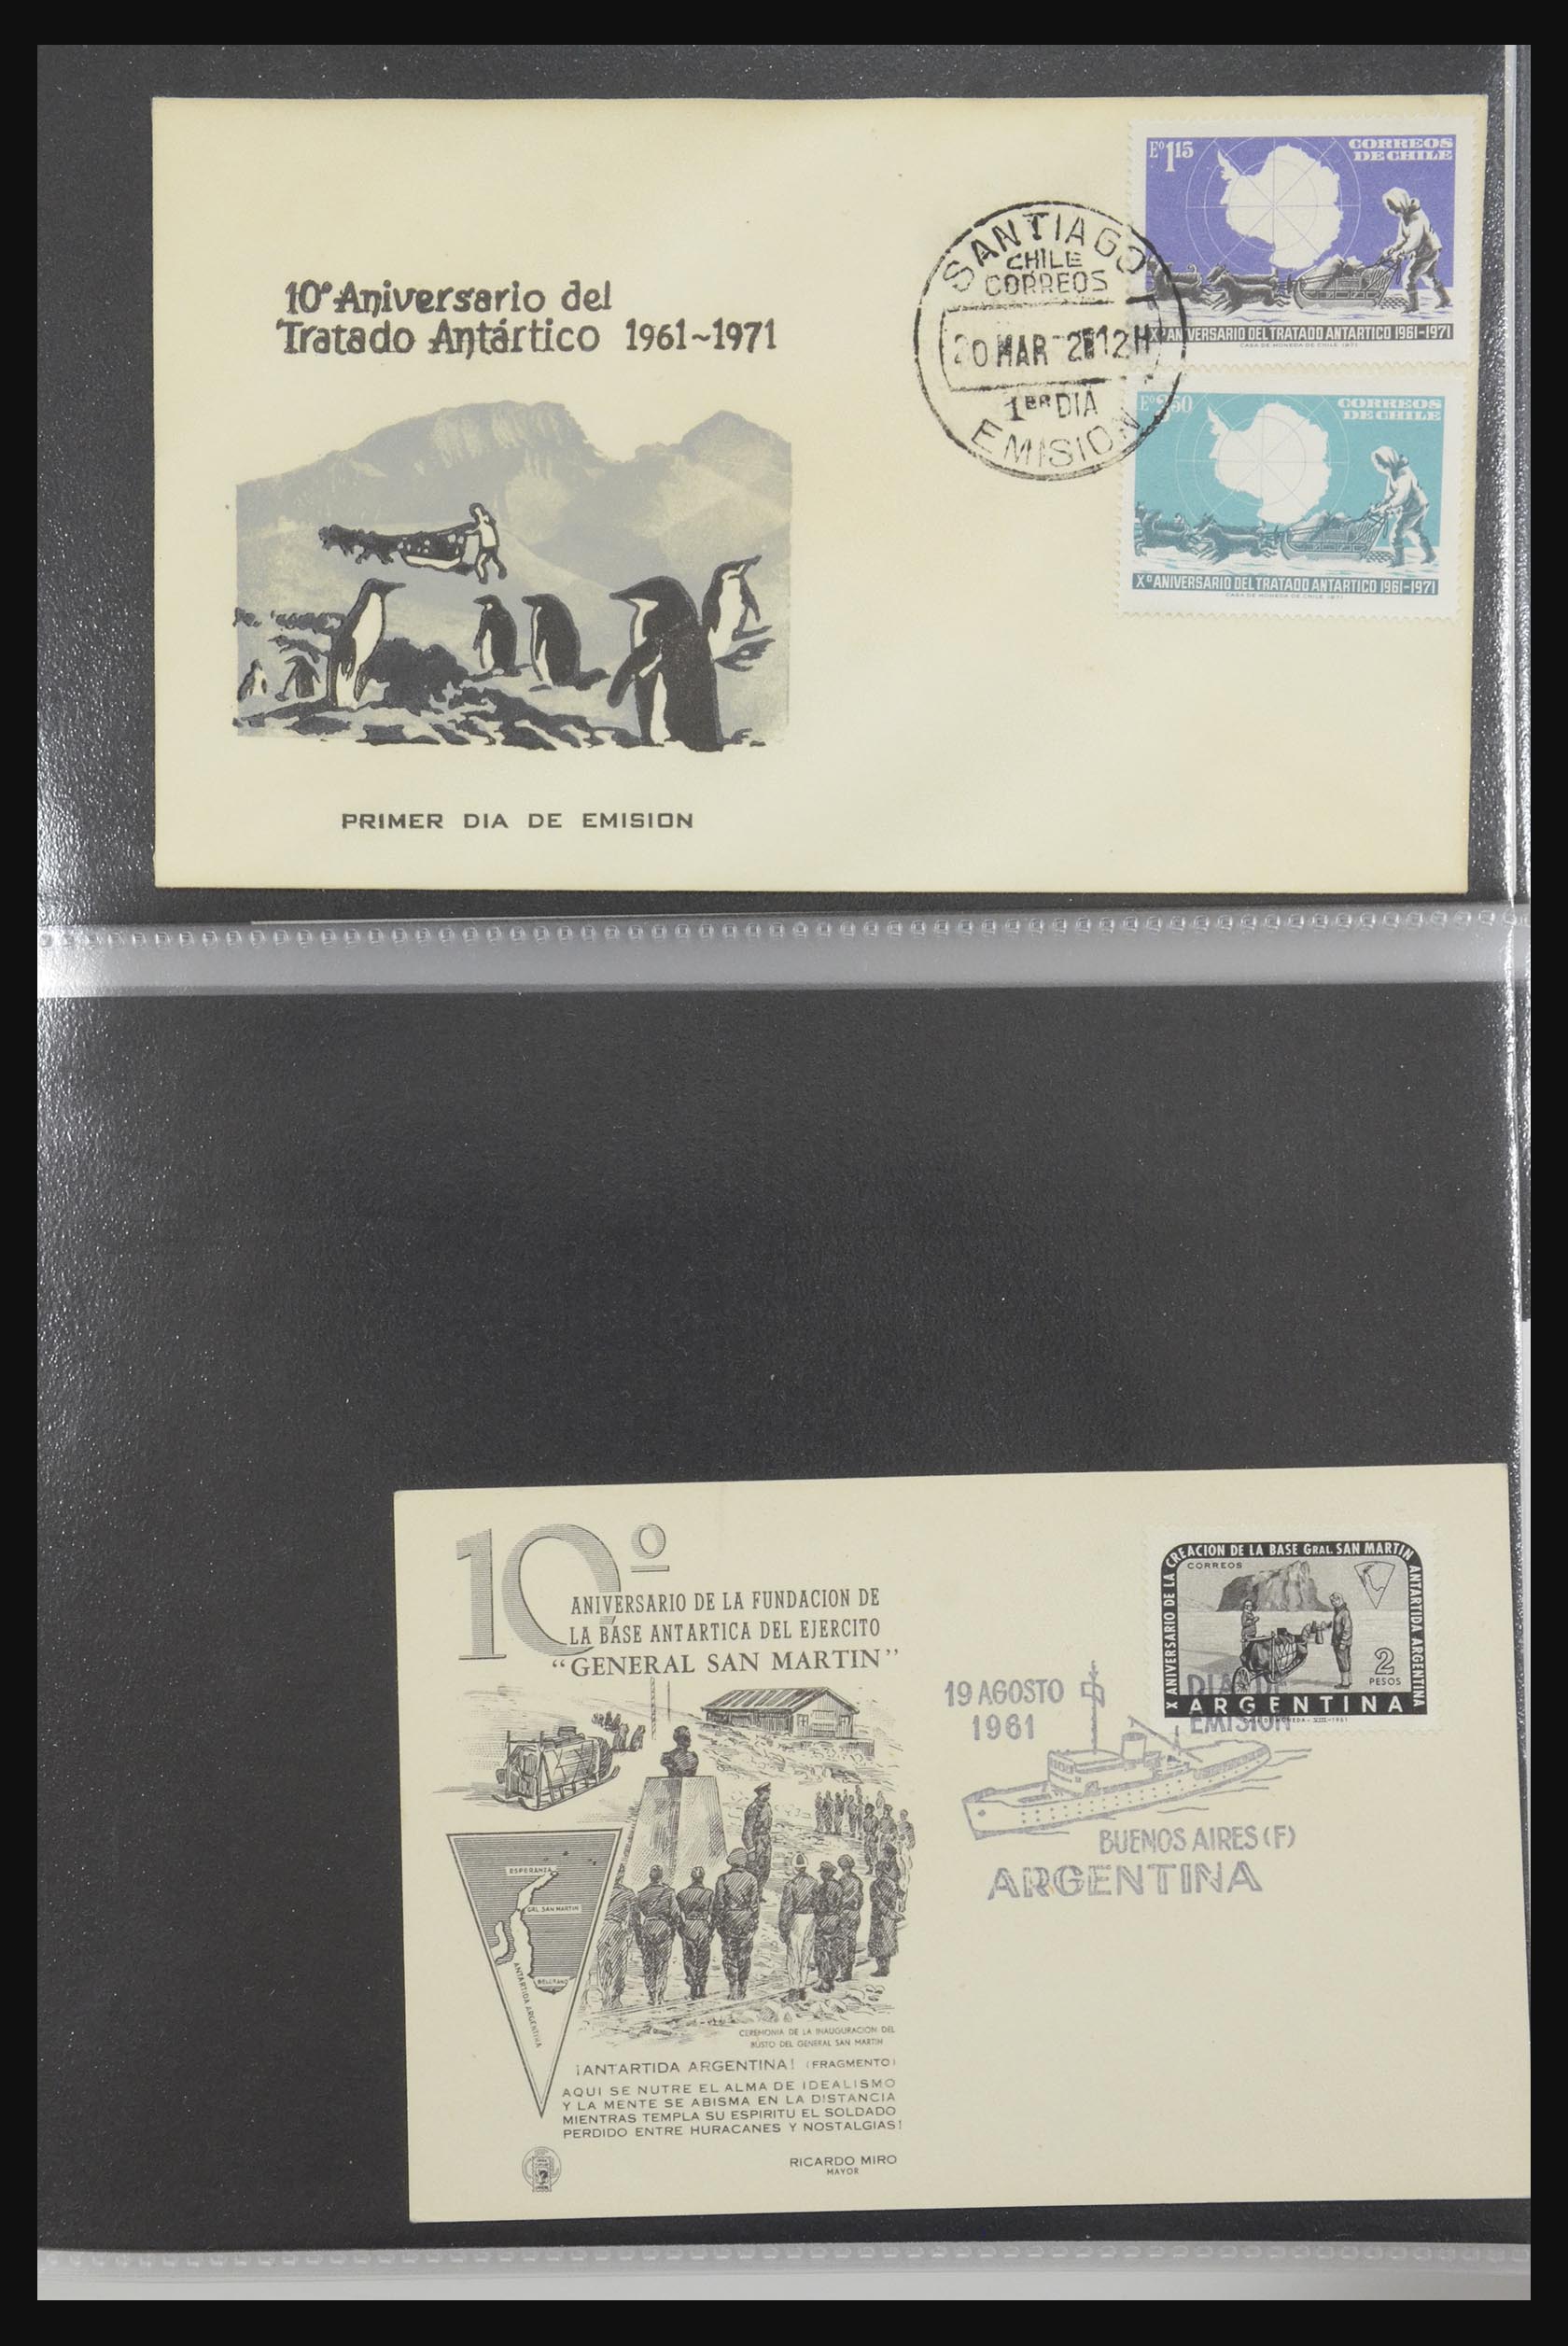 10° Aniversario del
Tratado Antártico 1961~1971
PRIMER DIA DE EMISION
SANTIAGO
CHILE
CORREOS
20 MAR 12H
1ER DIA
EMISION
E° 1,15
CORREOS
DE CHILE
X° ANIVERSARIO DEL TRATADO ANTARTICO 1961-1971
CASA DE MONEDA DE CHILE 1971
E° 3,50
CORREOS
DE CHILE
X° ANIVERSARIO DEL TRATADO ANTARTICO 1961-1971
CASA DE MONEDA DE CHILE 1971
10º
ANIVERSARIO DE LA FUNDACION DE
LA BASE ANTARTICA DEL EJERCITO
“GENERAL SAN MARTIN”
ESPERANZA
GRL SAN MARTIN
BELGRANO
ANTARTIDA ARGENTINA
CEREMONIA DE LA INAUGURACION DEL
BUSTO DEL GENERAL SAN MARTIN
¡ANTARTIDA ARGENTINA! (FRAGMENTO)
AQUI SE NUTRE EL ALMA DE IDEALISMO
Y LA MENTE SE ABISMA EN LA DISTANCIA
MIENTRAS TEMPLA SU ESPIRITU EL SOLDADO
PERDIDO ENTRE HURACANES Y NOSTALGIAS!
RICARDO MIRO
MAYOR
X ANIVERSARIO DE LA CREACION DE LA BASE GRAL. SAN MARTIN ANTARTIDA ARGENTINA
CORREOS
2
PESOS
ARGENTINA
19 AGOSTO
1961
DIA DE
EMISION
BUENOS AIRES (F)
ARGENTINA